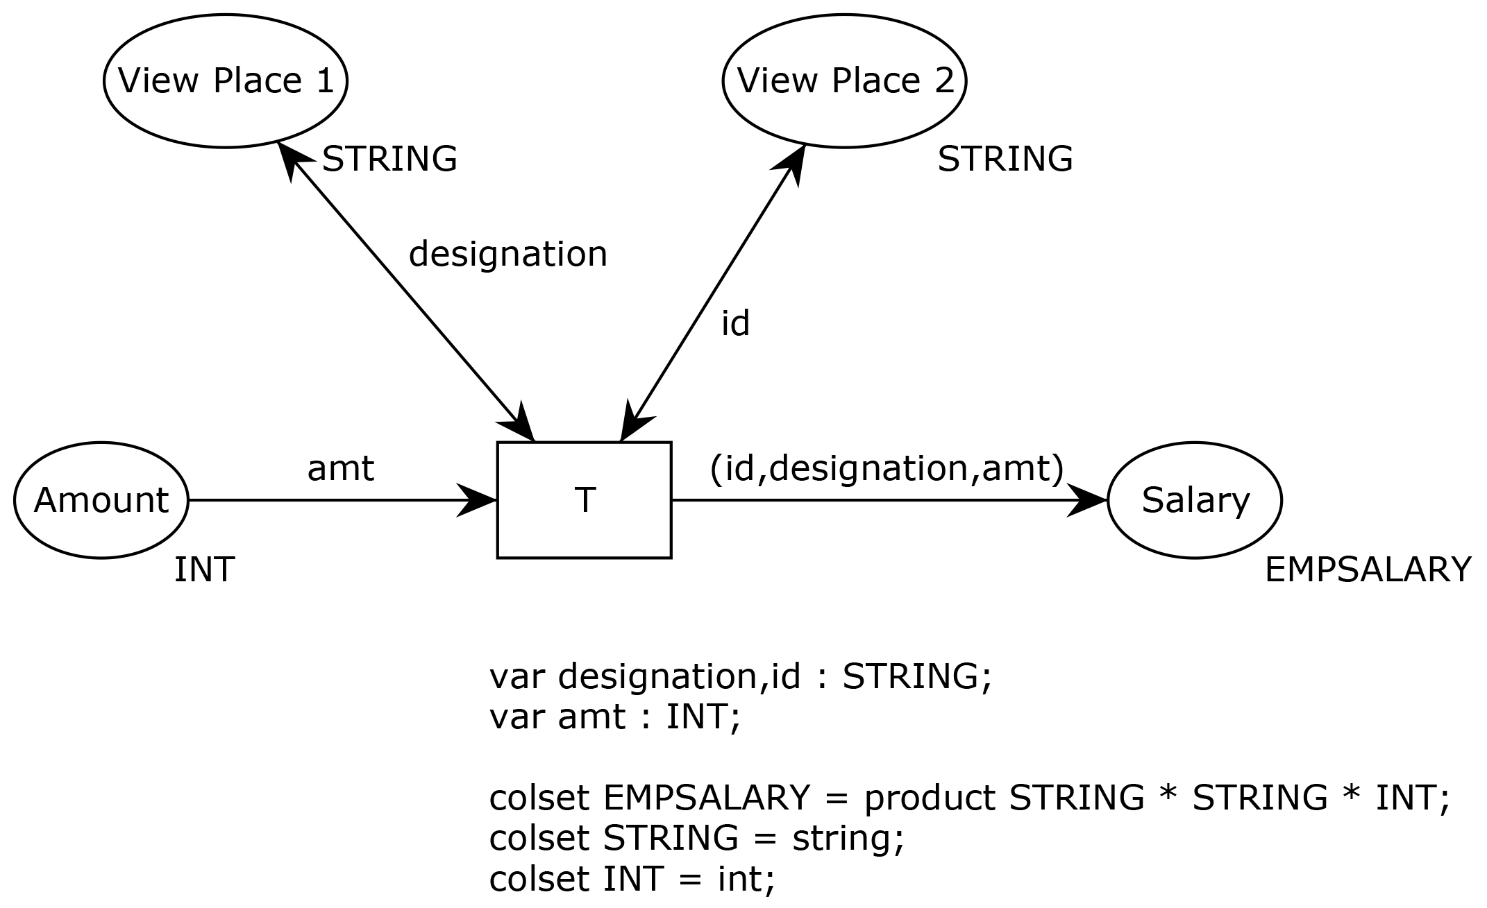 View Place 1
View Place 2
STRING
STRING
designation
id
amt
(id,designation,amt)
Amount
T
Salary
INT
EMPSALARY
var designation,id : STRING;
var amt : INT;
colset EMPSALARY = product STRING * STRING * INT;
colset STRING = string;
colset INT = int;